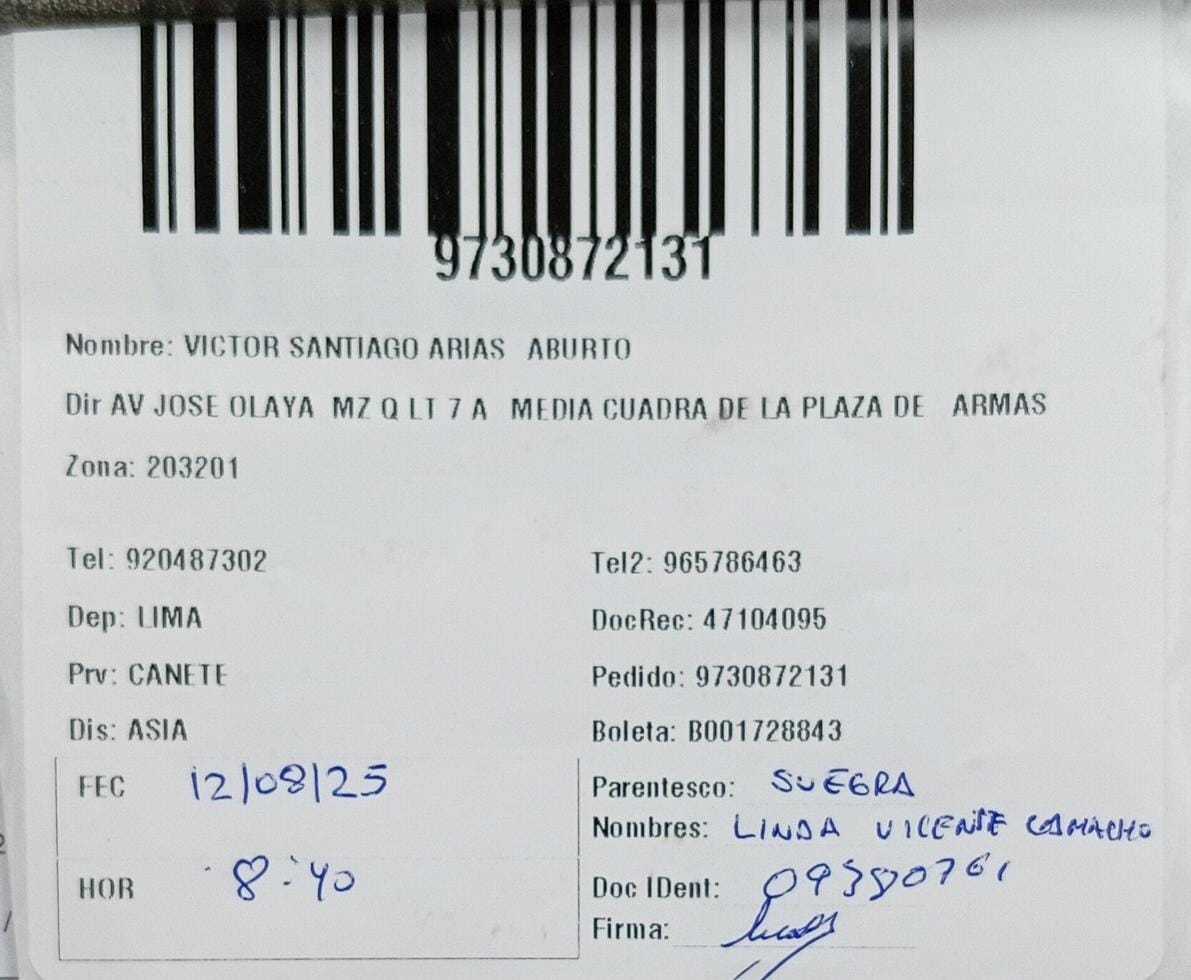 9730872131
Nombre: VICTOR SANTIAGO ARIAS ABURTO
Dir AV JOSE OLAYA MZ Q LT 7 A MEDIA CUADRA DE LA PLAZA DE ARMAS
Zona: 203201
Tel: 920487302 Tel2: 965786463
Dep: LIMA DocRec: 47104095
Prv: CANETE Pedido: 9730872131
Dis: ASIA Boleta: B001728843
FEC 12/08/25 Parentesco: SUEGRA
Nombres: LINDA VICENTE CAMACHO
HOR 8:40 Doc IDent:
Firma: